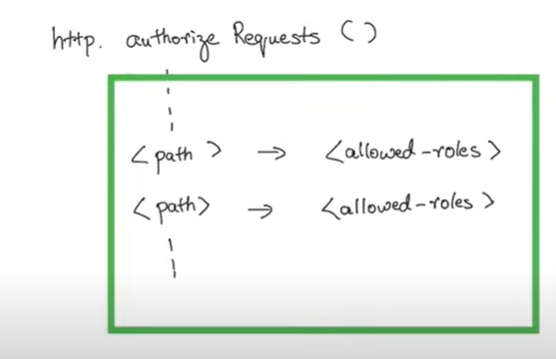 http. authorize Requests ()
<path> → <allowed-roles>
<path> → <allowed-roles>